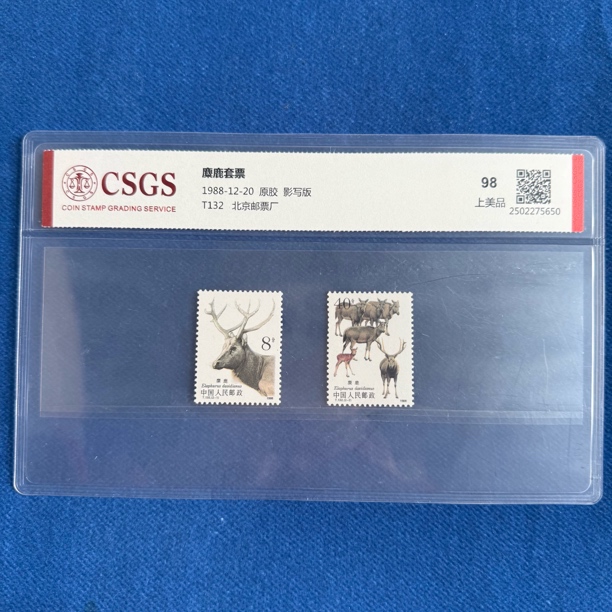 CSGS
COIN STAMP GRADING SERVICE
麋鹿套票
1988-12-20 原胶 影写版
T132 北京邮票厂
98
上美品
2502275650
8分
麋鹿
Elaphurus davidianus
中国人民邮政
40分
麋鹿
Elaphurus davidianus
中国人民邮政